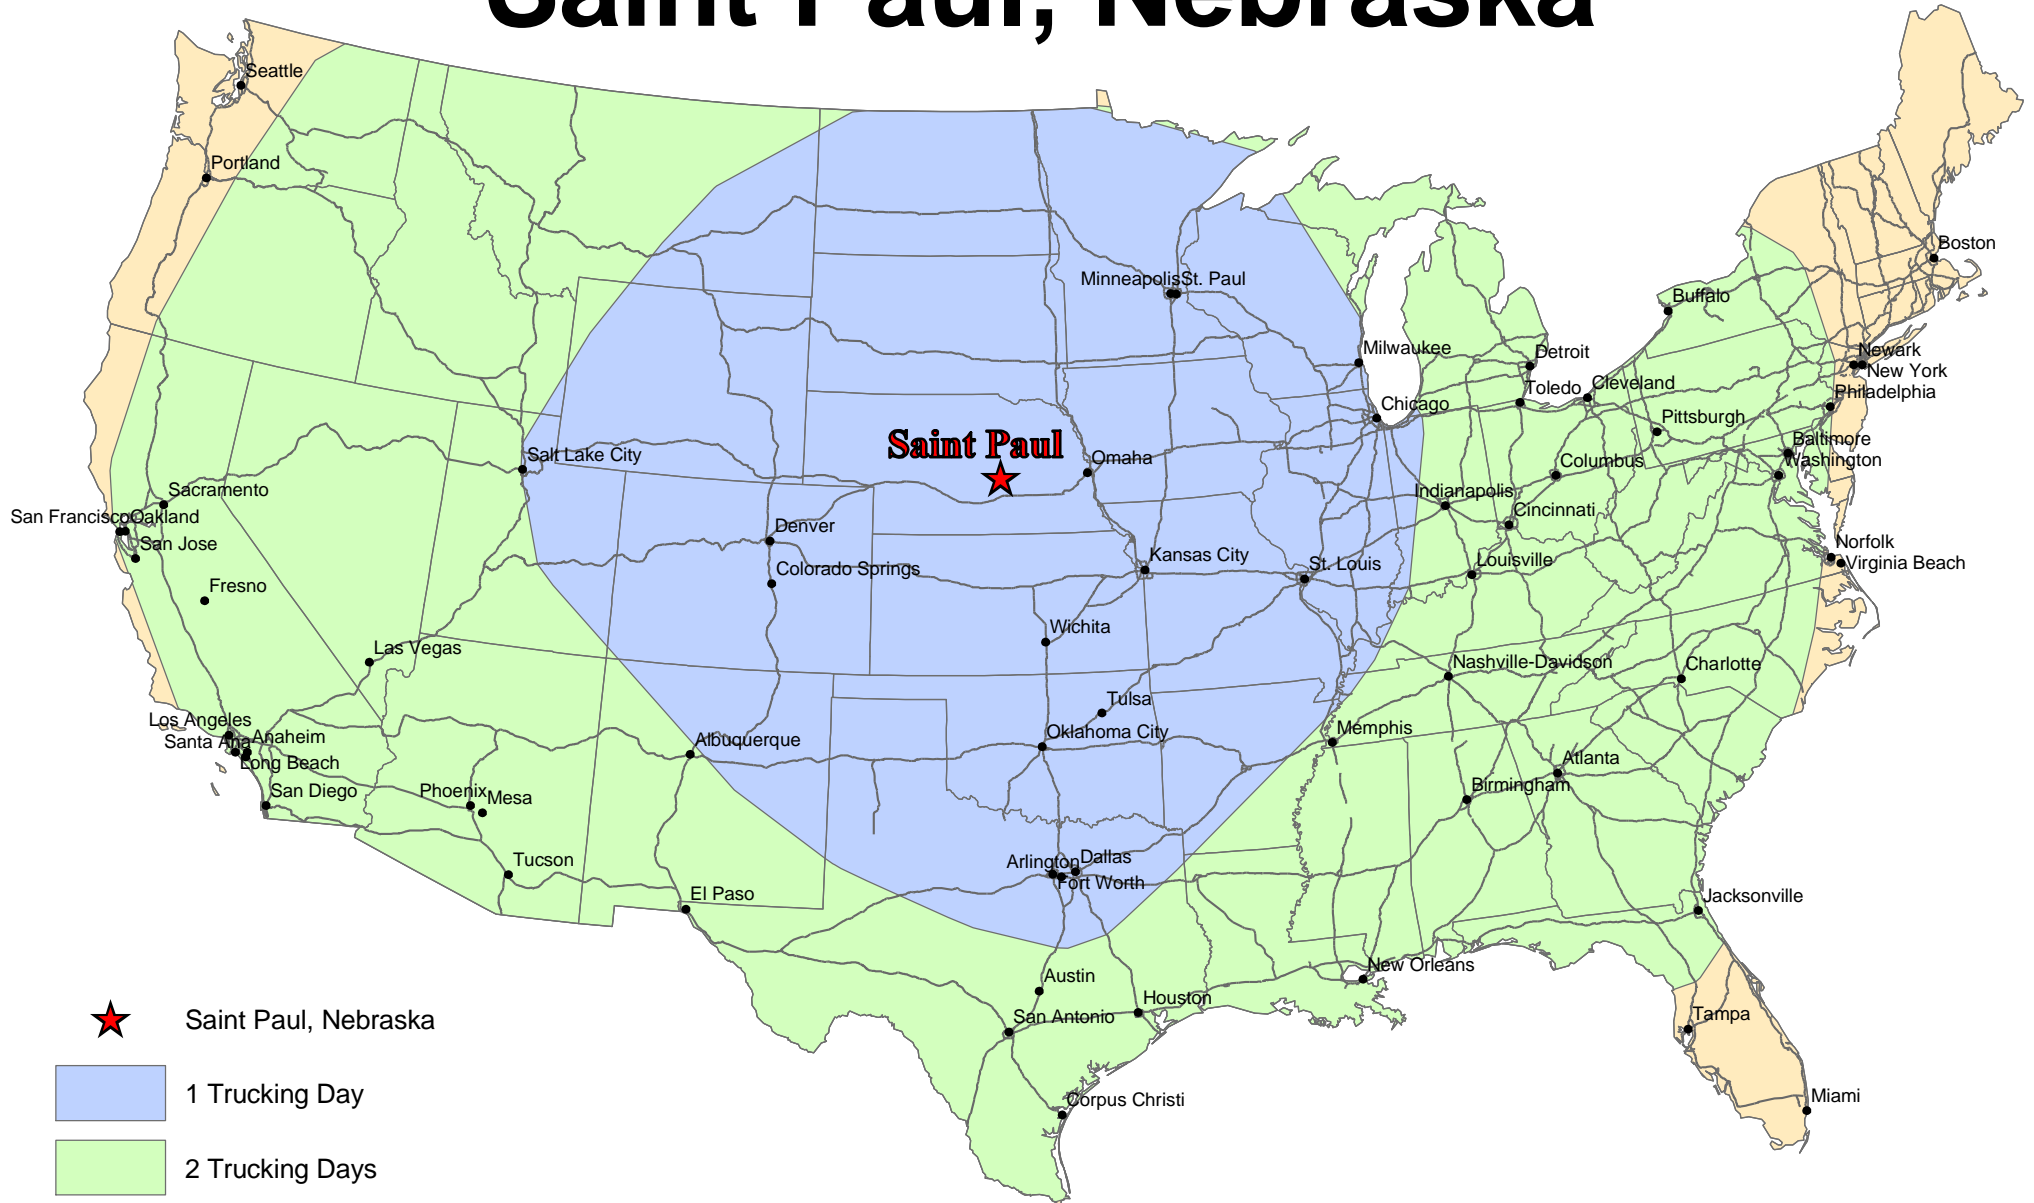 Saint Paul, Nebraska
Seattle
Portland
Boston
MinneapolisSt. Paul
Buffalo
Milwaukee
Detroit
Newark
New York
Toledo
Cleveland
Philadelphia
Chicago
Pittsburgh
Saint Paul
Baltimore
Salt Lake City
Omaha
Columbus
Washington
Sacramento
Indianapolis
San Francisco
Oakland
Cincinnati
Denver
San Jose
Norfolk
Kansas City
St. Louis
Louisville
Virginia Beach
Colorado Springs
Fresno
Wichita
Las Vegas
Nashville-Davidson
Charlotte
Tulsa
Los Angeles
Memphis
Oklahoma City
Santa Ana
Anaheim
Albuquerque
Long Beach
Atlanta
San Diego
Phoenix
Mesa
Birmingham
Tucson
Arlington
Dallas
Fort Worth
El Paso
Jacksonville
New Orleans
Austin
Houston
San Antonio
Tampa
Saint Paul, Nebraska
1 Trucking Day
Corpus Christi
Miami
2 Trucking Days